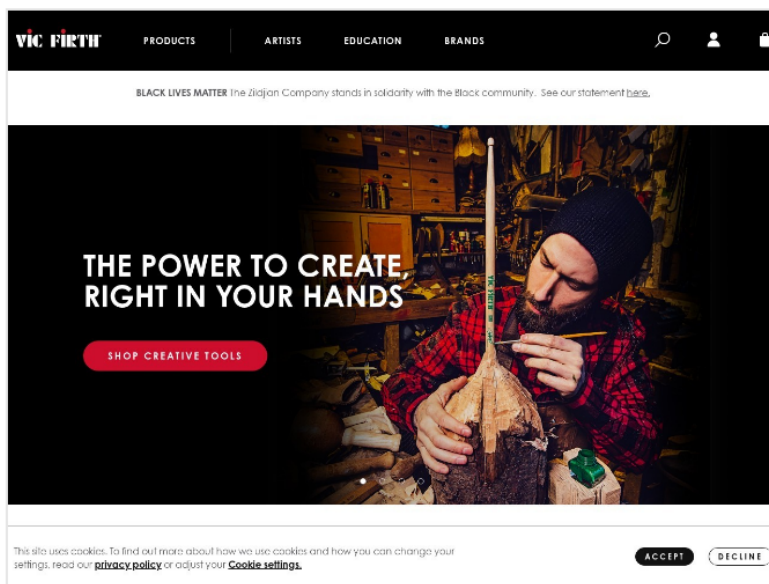 VIC FIRTH
PRODUCTS
ARTISTS
EDUCATION
BRANDS
BLACK LIVES MATTER The Zildjian Company stands in solidarity with the Black community. See our statement here.
THE POWER TO CREATE,
RIGHT IN YOUR HANDS
SHOP CREATIVE TOOLS
VIC FIRTH
This site uses cookies. To find out more about how we use cookies and how you can change your
settings, read our privacy policy or adjust your Cookie settings.
ACCEPT
DECLINE